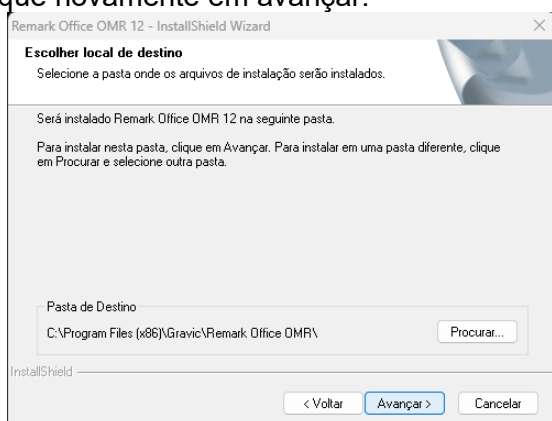 que novamente em avançar.
Remark Office OMR 12 - InstallShield Wizard
Escolher local de destino
Selecione a pasta onde os arquivos de instalação serão instalados.
Será instalado Remark Office OMR 12 na seguinte pasta.
Para instalar nesta pasta, clique em Avançar. Para instalar em uma pasta diferente, clique
em Procurar e selecione outra pasta.
Pasta de Destino
C:\Program Files (x86)\Gravic\Remark Office OMR\
Procurar...
InstallShield
< Voltar
Avançar >
Cancelar